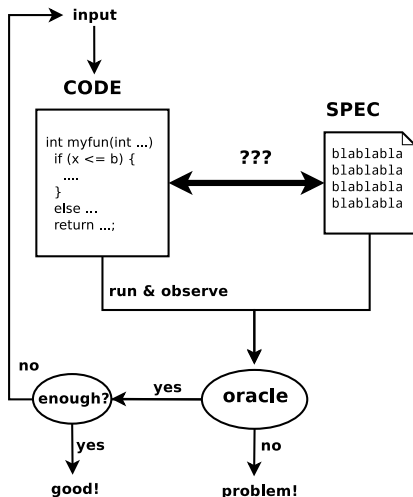 input
CODE
SPEC
int myfun(int ...)
if (x <= b) {
....
}
else ...
return ...;
???
blablabla
blablabla
blablabla
blablabla
run & observe
no
enough?
yes
oracle
yes
no
good!
problem!